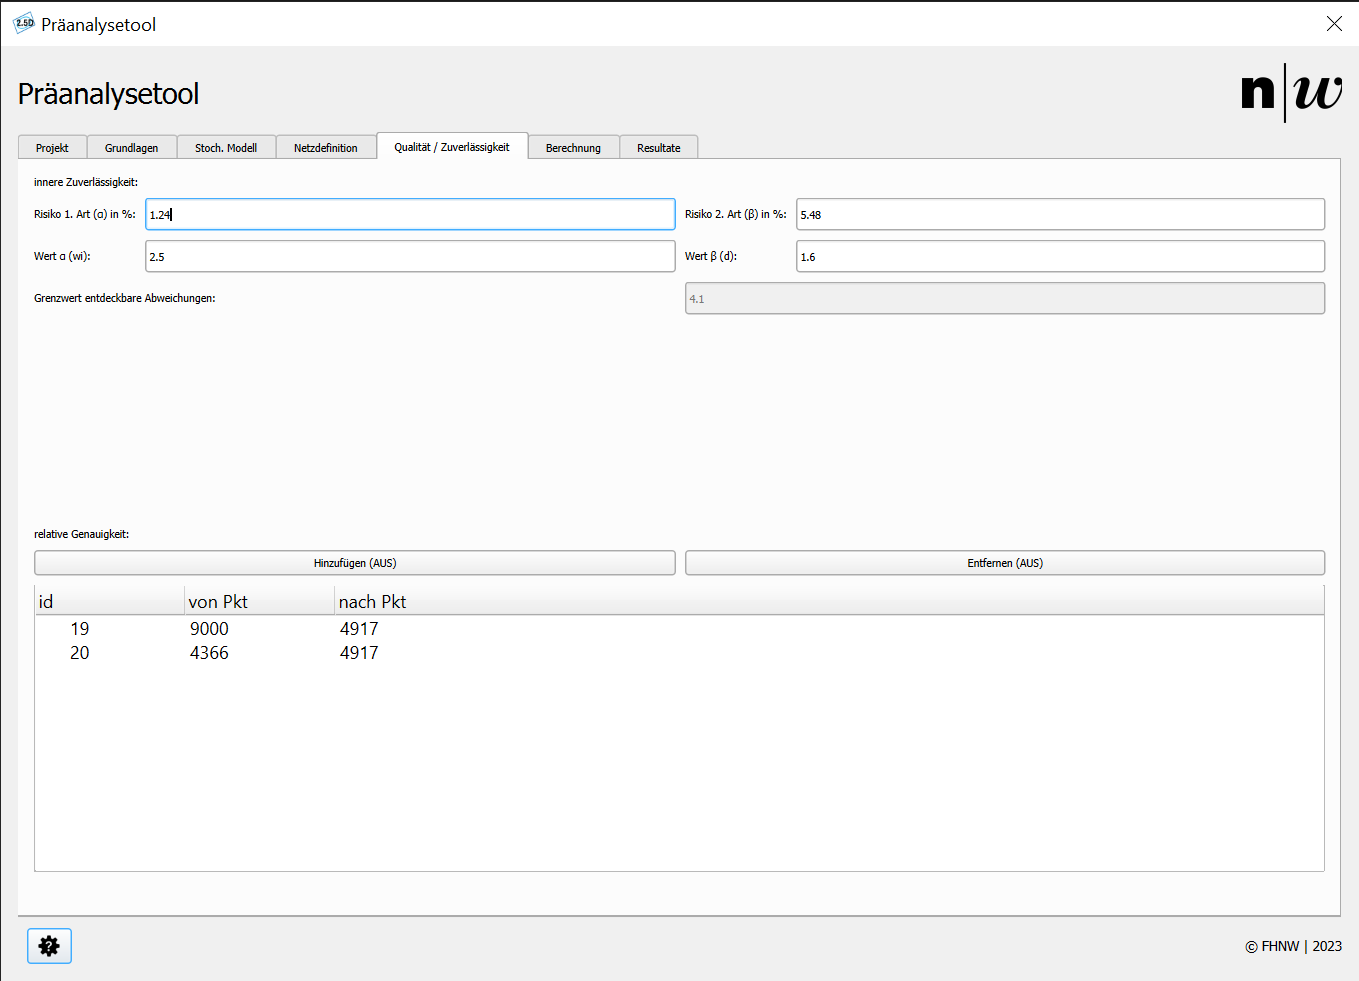 2.5D Präanalysetool
Präanalysetool
n|w
Projekt Grundlagen Stoch. Modell Netzdefinition Qualität / Zuverlässigkeit Berechnung Resultate
innere Zuverlässigkeit:
Risiko 1. Art (α) in %: 1.24 Risiko 2. Art (β) in %: 5.48
Wert α (wi): 2.5 Wert β (d): 1.6
Grenzwert entdeckbare Abweichungen: 4.1
relative Genauigkeit:
Hinzufügen (AUS) Entfernen (AUS)
id von Pkt nach Pkt
19 9000 4917
20 4366 4917
?
© FHNW | 2023